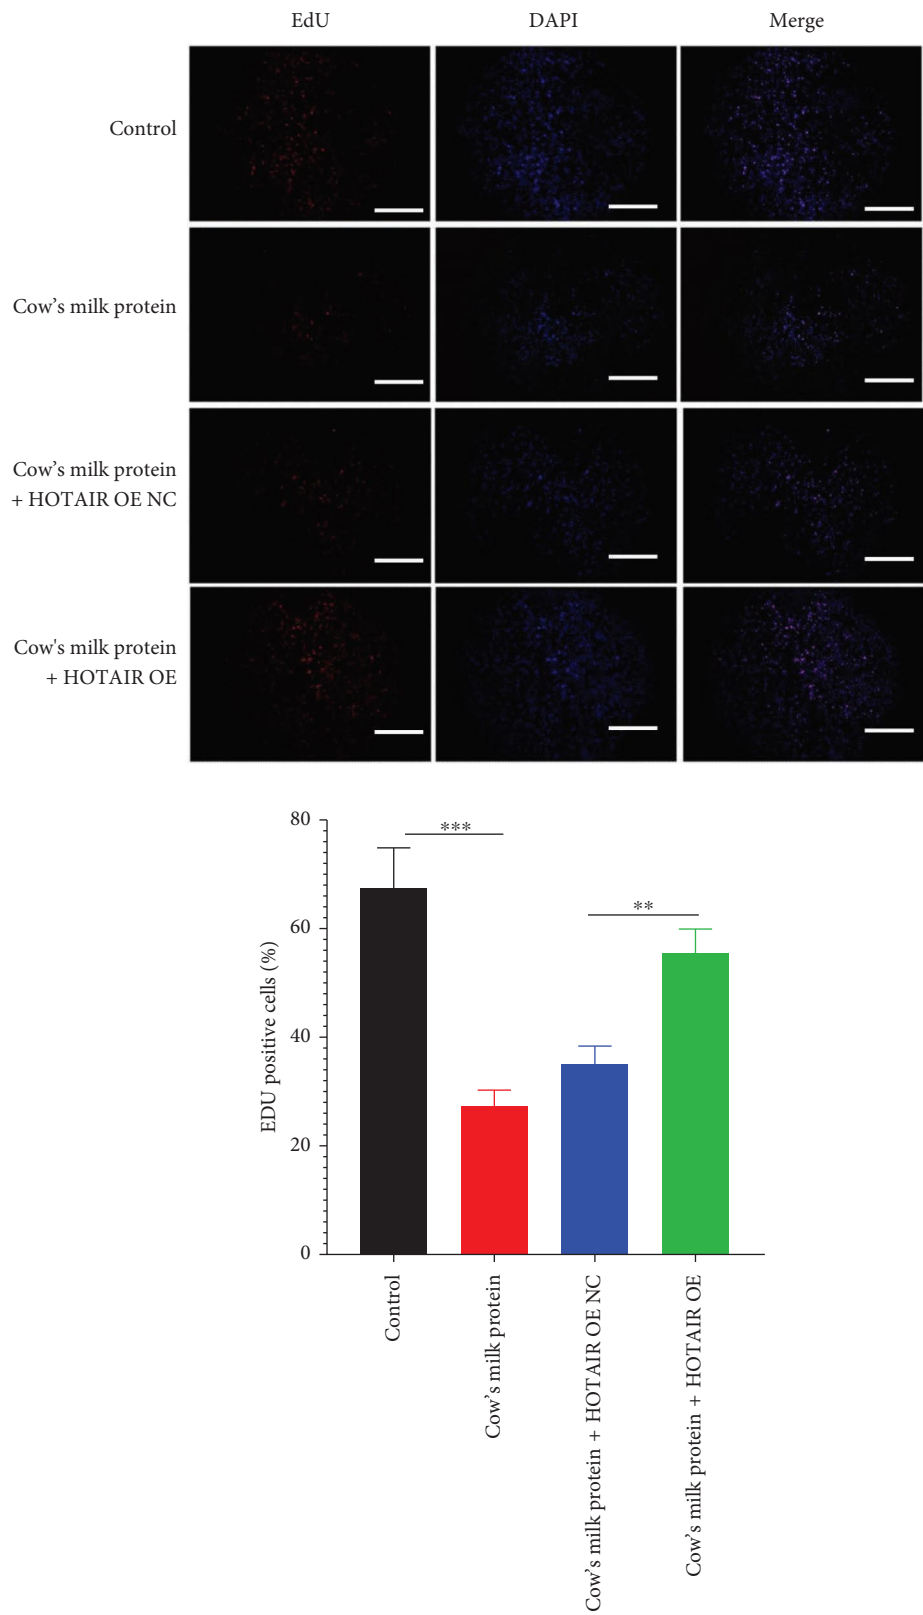 EdU DAPI Merge
Control
Cow’s milk protein
Cow’s milk protein
+ HOTAIR OE NC
Cow's milk protein
+ HOTAIR OE
80
60
40
20
0
EDU positive cells (%)
***
**
Control
Cow’s milk protein
Cow’s milk protein + HOTAIR OE NC
Cow’s milk protein + HOTAIR OE